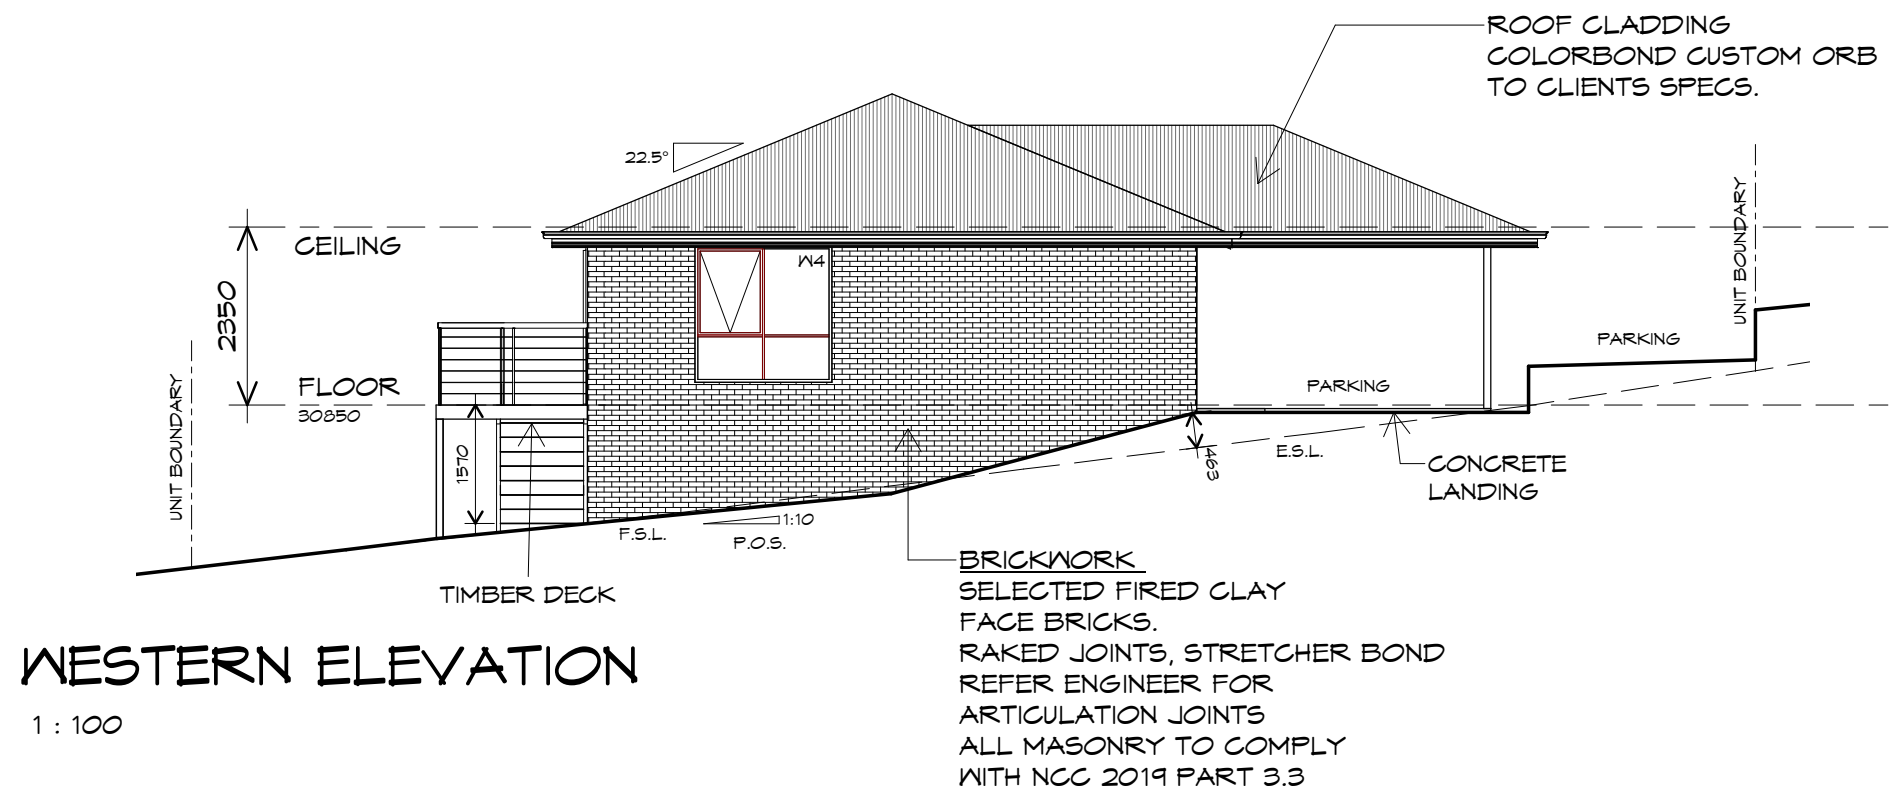 ROOF CLADDING
COLORBOND CUSTOM ORB
TO CLIENTS SPECS.
22.5°
UNIT BOUNDARY
CEILING
W4
2350
PARKING
FLOOR
30850
PARKING
UNIT BOUNDARY
1570
463
E.S.L.
CONCRETE
LANDING
F.S.L.
1:10
P.O.S.
TIMBER DECK
BRICKWORK
SELECTED FIRED CLAY
FACE BRICKS.
RAKED JOINTS, STRETCHER BOND
REFER ENGINEER FOR
ARTICULATION JOINTS
ALL MASONRY TO COMPLY
WITH NCC 2019 PART 3.3
WESTERN ELEVATION
1 : 100